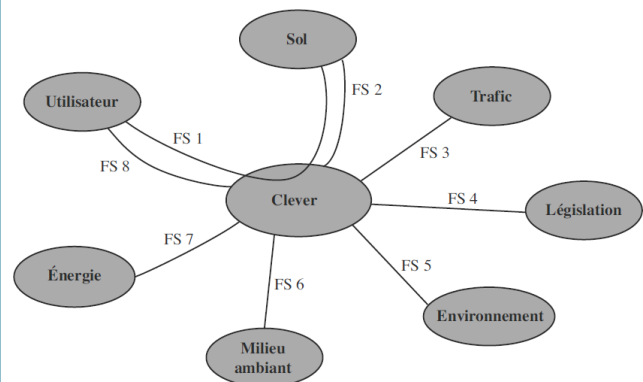 Sol
FS 2
Utilisateur
Trafic
FS 1
FS 3
FS 8
Clever
FS 4
Législation
FS 7
FS 5
Énergie
FS 6
Environnement
Milieu
ambiant